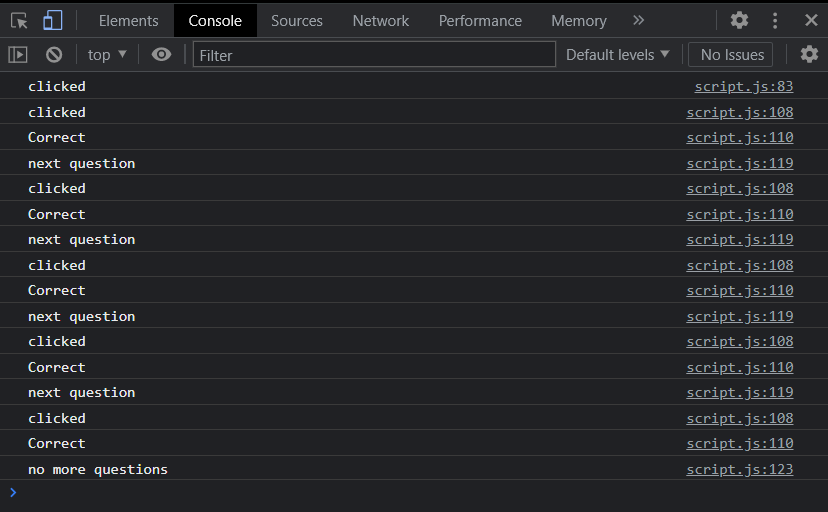 Elements Console Sources Network Performance Memory
top Filter Default levels No Issues
clicked script.js:83
clicked script.js:108
Correct script.js:110
next question script.js:119
clicked script.js:108
Correct script.js:110
next question script.js:119
clicked script.js:108
Correct script.js:110
next question script.js:119
clicked script.js:108
Correct script.js:110
next question script.js:119
clicked script.js:108
Correct script.js:110
no more questions script.js:123